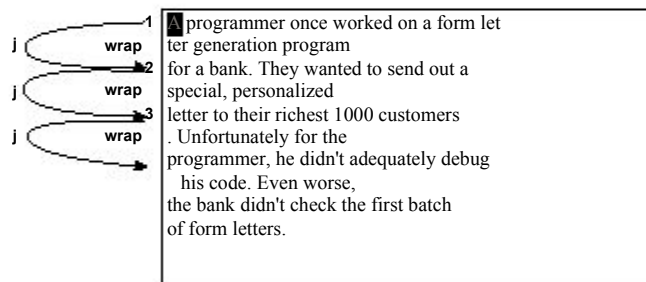 1 A programmer once worked on a form let
j wrap ter generation program
2 for a bank. They wanted to send out a
j wrap special, personalized
3 letter to their richest 1000 customers
j wrap . Unfortunately for the
programmer, he didn't adequately debug
his code. Even worse,
the bank didn't check the first batch
of form letters.